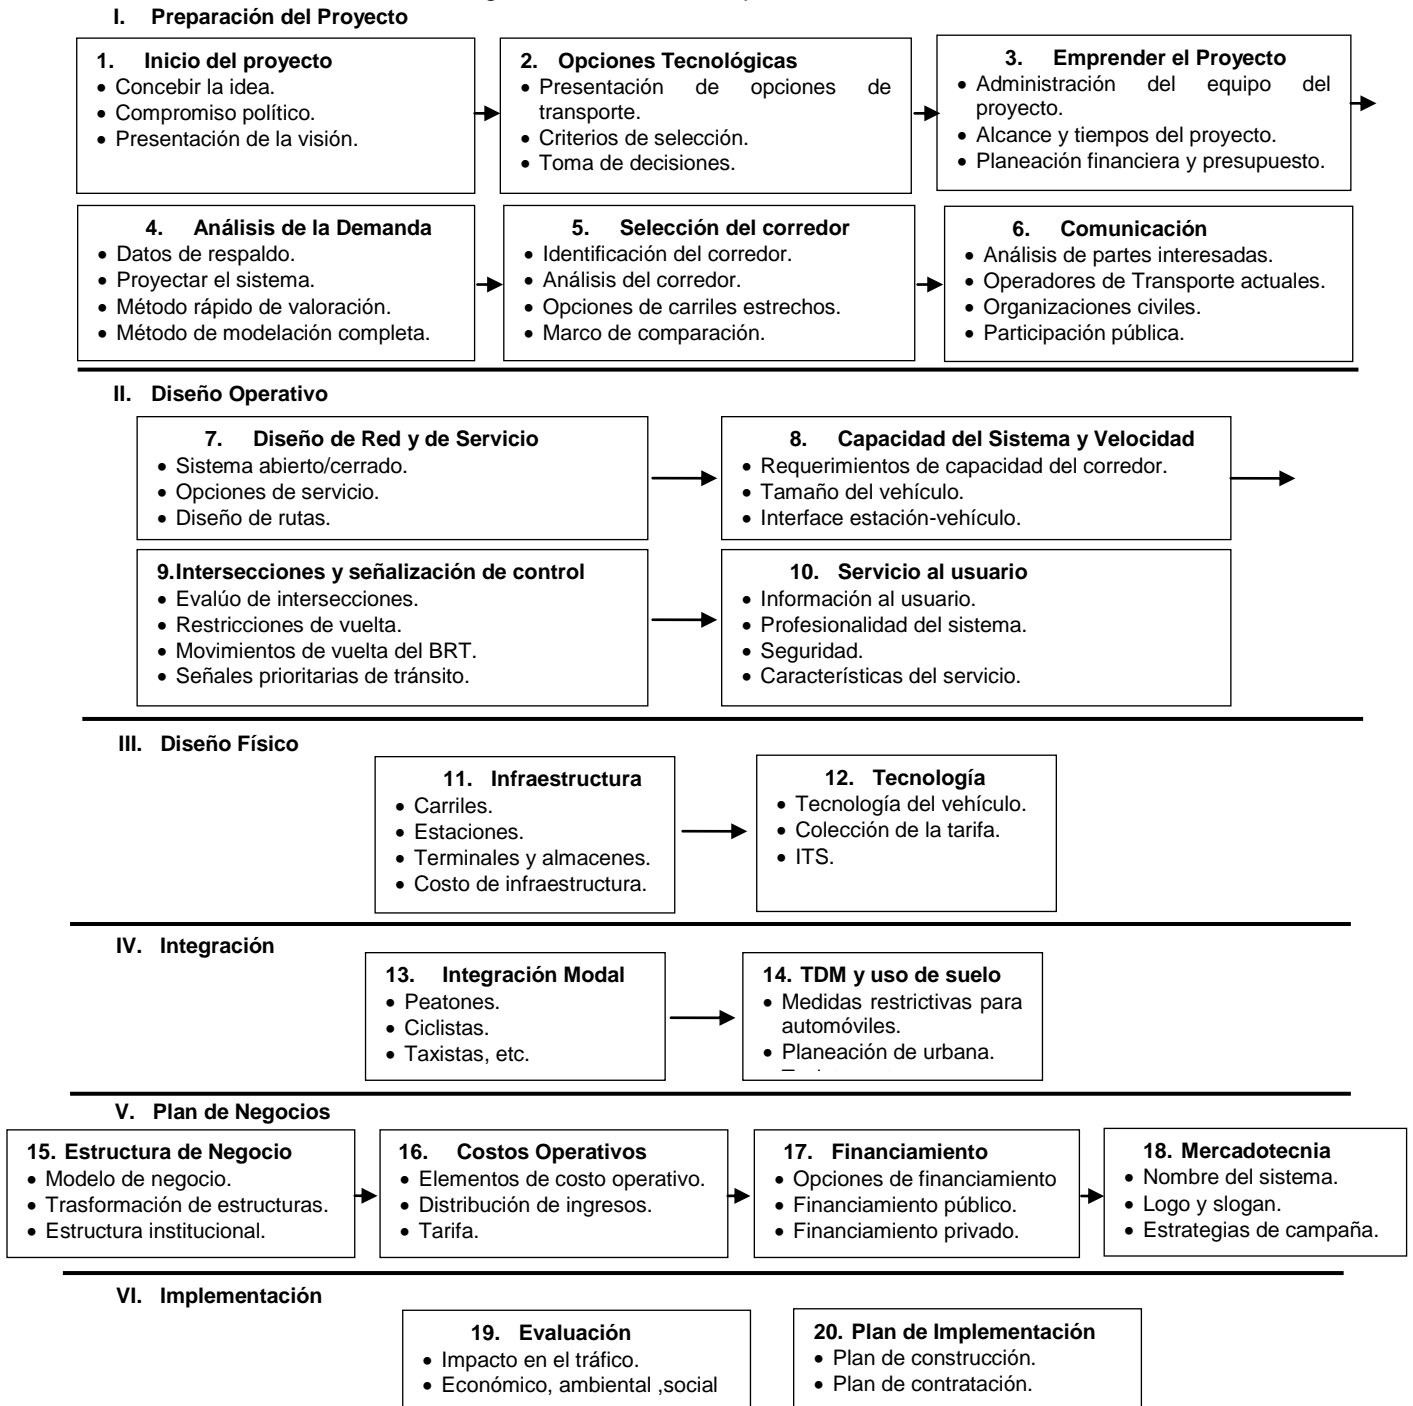 I. Preparación del Proyecto
1. Inicio del proyecto
• Concebir la idea.
• Compromiso político.
• Presentación de la visión.
2. Opciones Tecnológicas
• Presentación de opciones de
transporte.
• Criterios de selección.
• Toma de decisiones.
3. Emprender el Proyecto
• Administración del equipo del
proyecto.
• Alcance y tiempos del proyecto.
• Planeación financiera y presupuesto.
4. Análisis de la Demanda
• Datos de respaldo.
• Proyectar el sistema.
• Método rápido de valoración.
• Método de modelación completa.
5. Selección del corredor
• Identificación del corredor.
• Análisis del corredor.
• Opciones de carriles estrechos.
• Marco de comparación.
6. Comunicación
• Análisis de partes interesadas.
• Operadores de Transporte actuales.
• Organizaciones civiles.
• Participación pública.
II. Diseño Operativo
7. Diseño de Red y de Servicio
• Sistema abierto/cerrado.
• Opciones de servicio.
• Diseño de rutas.
8. Capacidad del Sistema y Velocidad
• Requerimientos de capacidad del corredor.
• Tamaño del vehículo.
• Interface estación-vehículo.
9.Intersecciones y señalización de control
• Evalúo de intersecciones.
• Restricciones de vuelta.
• Movimientos de vuelta del BRT.
• Señales prioritarias de tránsito.
10. Servicio al usuario
• Información al usuario.
• Profesionalidad del sistema.
• Seguridad.
• Características del servicio.
III. Diseño Físico
11. Infraestructura
• Carriles.
• Estaciones.
• Terminales y almacenes.
• Costo de infraestructura.
12. Tecnología
• Tecnología del vehículo.
• Colección de la tarifa.
• ITS.
IV. Integración
13. Integración Modal
• Peatones.
• Ciclistas.
• Taxistas, etc.
14. TDM y uso de suelo
• Medidas restrictivas para
automóviles.
• Planeación de urbana.
V. Plan de Negocios
15. Estructura de Negocio
• Modelo de negocio.
• Trasformación de estructuras.
• Estructura institucional.
16. Costos Operativos
• Elementos de costo operativo.
• Distribución de ingresos.
• Tarifa.
17. Financiamiento
• Opciones de financiamiento
• Financiamiento público.
• Financiamiento privado.
18. Mercadotecnia
• Nombre del sistema.
• Logo y slogan.
• Estrategias de campaña.
VI. Implementación
19. Evaluación
• Impacto en el tráfico.
• Económico, ambiental ,social
20. Plan de Implementación
• Plan de construcción.
• Plan de contratación.